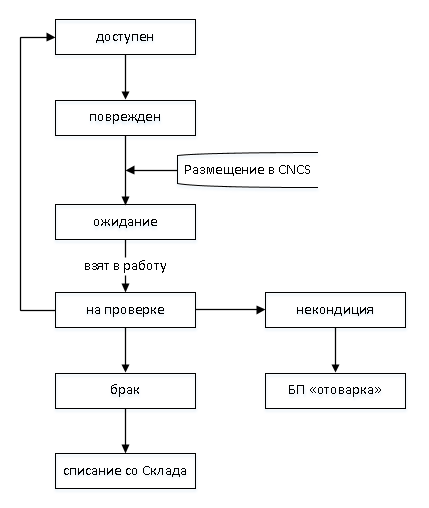 доступен
поврежден
Размещение в CNCS
ожидание
взят в работу
на проверке
некондиция
брак
БП «отоварка»
списание со Склада